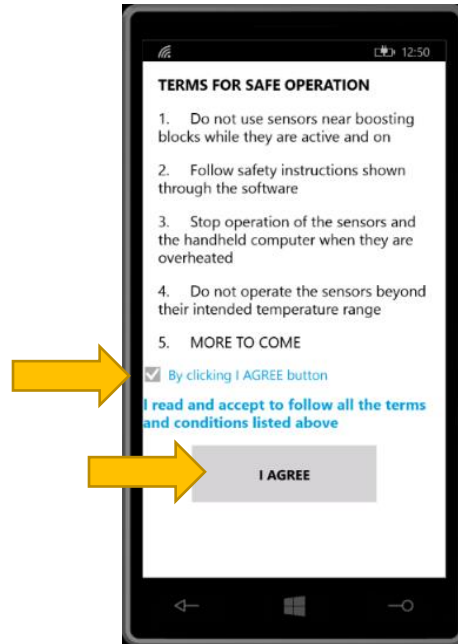 12:50
TERMS FOR SAFE OPERATION
1. Do not use sensors near boosting
blocks while they are active and on
2. Follow safety instructions shown
through the software
3. Stop operation of the sensors and
the handheld computer when they are
overheated
4. Do not operate the sensors beyond
their intended temperature range
5. MORE TO COME
By clicking I AGREE button
I read and accept to follow all the terms
and conditions listed above
I AGREE